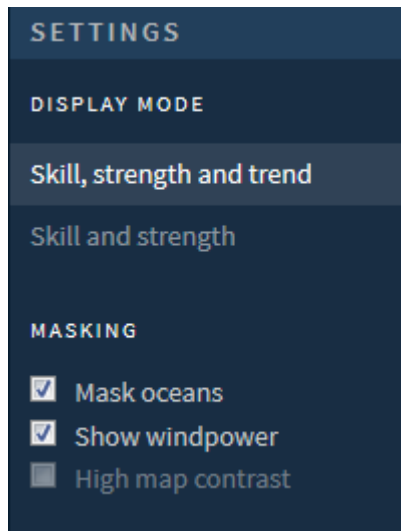 SETTINGS
DISPLAY MODE
Skill, strength and trend
Skill and strength
MASKING
Mask oceans
Show windpower
High map contrast